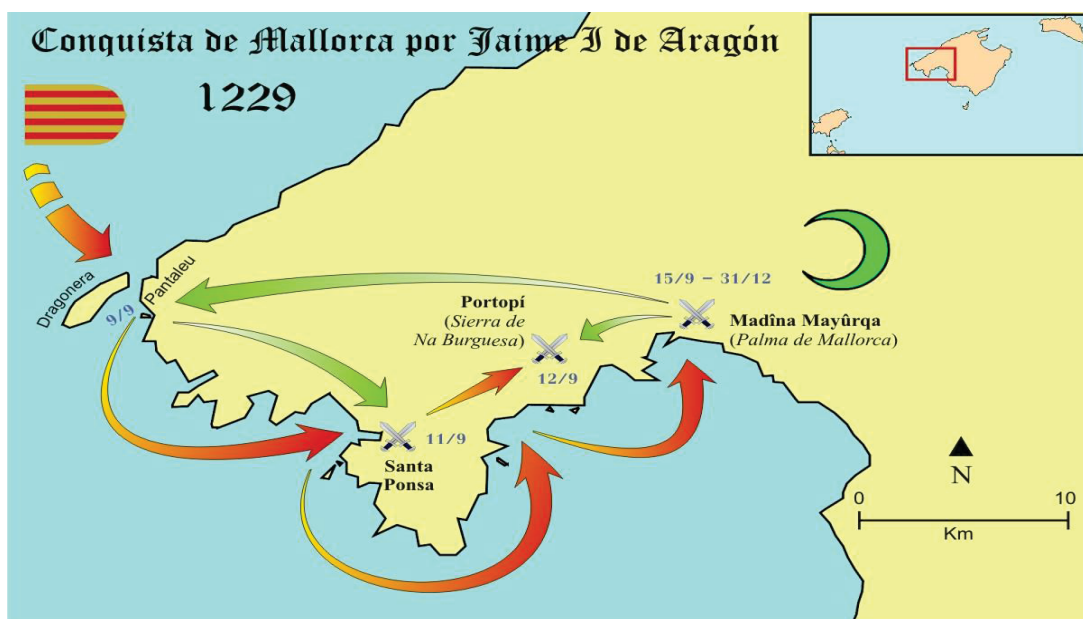 Conquista de Mallorca por Jaime I de Aragón
1229
Dragonera
Pantaleu
9/9
15/9 – 31/12
Portopí
(Sierra de
Na Burguesa)
Madîna Mayûrqa
(Palma de Mallorca)
12/9
11/9
Santa
Ponsa
N
0 10
Km